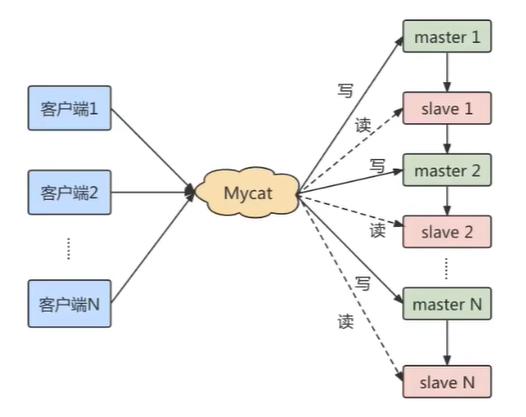 客户端1
客户端2
客户端N
Mycat
写
读
写
读
写
读
master 1
slave 1
master 2
slave 2
master N
slave N